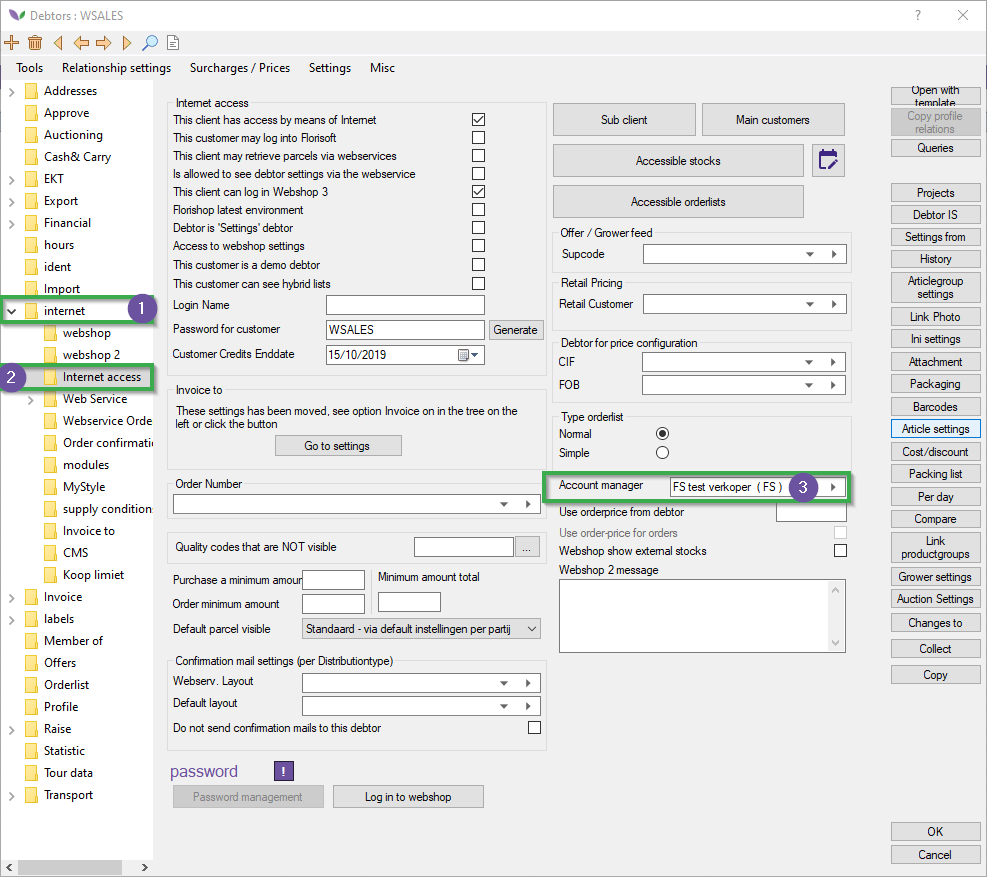 Debtors : WSALES
?
Tools Relationship settings Surcharges / Prices Settings Misc
Addresses
Approve
Auctioning
Cash& Carry
EKT
Export
Financial
hours
ident
Import
internet
1
webshop
webshop 2
2
Internet access
Web Service
Webservice Orde
Order confirmati
modules
MyStyle
supply condition
Invoice to
CMS
Koop limiet
Invoice
labels
Member of
Offers
Orderlist
Profile
Raise
Statistic
Tour data
Transport
Internet access
This client has access by means of Internet
This customer may log into Florisoft
This client may retrieve parcels via webservices
Is allowed to see debtor settings via the webservice
This client can log in Webshop 3
Florishop latest environment
Debtor is 'Settings' debtor
Access to webshop settings
This customer is a demo debtor
This customer can see hybrid lists
Login Name
Password for customer WSALES Generate
Customer Credits Enddate 15/10/2019
Invoice to
These settings has been moved, see option Invoice on in the tree on the
left or click the button
Go to settings
Order Number
Quality codes that are NOT visible ...
Purchase a minimum amour Minimum amount total
Order minimum amount
Default parcel visible Standaard - via default instellingen per partij
Confirmation mail settings (per Distributiontype)
Webserv. Layout
Default layout
Do not send confirmation mails to this debtor
password !
Password management Log in to webshop
Sub client Main customers
Accessible stocks
Accessible orderlists
Offer / Grower feed
Supcode
Retail Pricing
Retail Customer
Debtor for price configuration
CIF
FOB
Type orderlist
Normal
Simple
Account manager FS test verkoper ( FS ) 3
Use orderprice from debtor
Use order-price for orders
Webshop show external stocks
Webshop 2 message
Open with
template
Copy profile
relations
Queries
Projects
Debtor IS
Settings from
History
Articlegroup
settings
Link Photo
Ini settings
Attachment
Packaging
Barcodes
Article settings
Cost/discount
Packing list
Per day
Compare
Link
productgroups
Grower settings
Auction Settings
Changes to
Collect
Copy
OK
Cancel